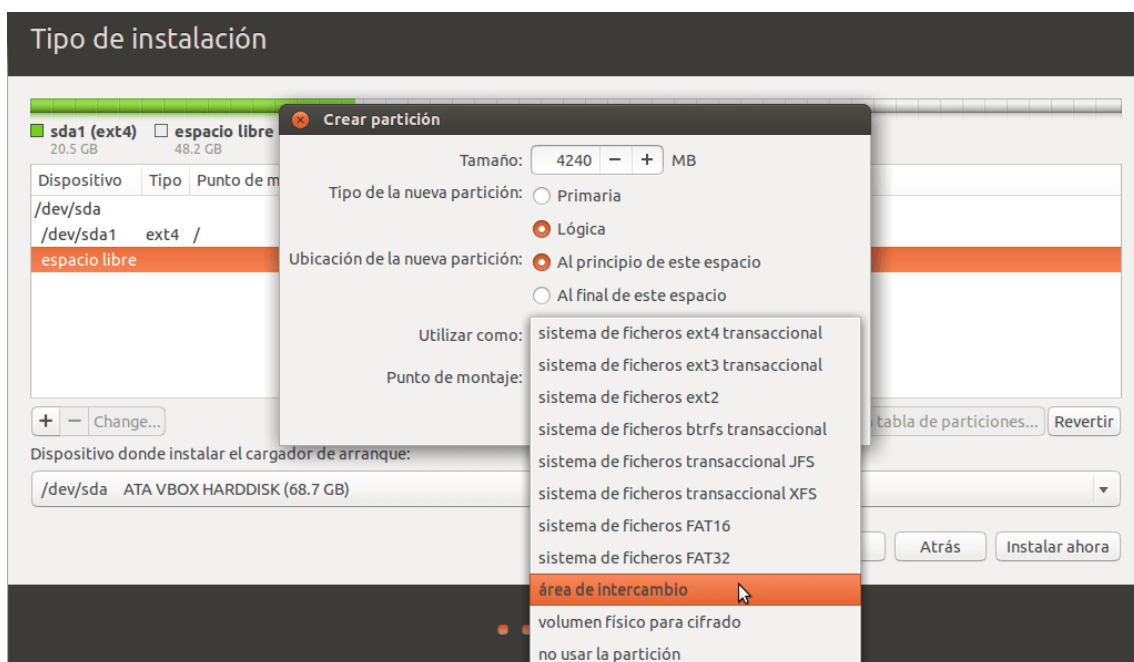 Tipo de instalación
sda1 (ext4) espacio libre
20.5 GB 48.2 GB
Dispositivo Tipo Punto de m
/dev/sda
/dev/sda1 ext4 /
espacio libre
Crear partición
Tamaño: 4240 − + MB
Tipo de la nueva partición: Primaria
Lógica
Ubicación de la nueva partición: Al principio de este espacio
Al final de este espacio
Utilizar como:
Punto de montaje:
sistema de ficheros ext4 transaccional
sistema de ficheros ext3 transaccional
sistema de ficheros ext2
sistema de ficheros btrfs transaccional
sistema de ficheros transaccional JFS
sistema de ficheros transaccional XFS
sistema de ficheros FAT16
sistema de ficheros FAT32
área de intercambio
volumen físico para cifrado
no usar la partición
+ − Change... tabla de particiones... Revertir
Dispositivo donde instalar el cargador de arranque:
/dev/sda ATA VBOX HARDDISK (68.7 GB)
Atrás Instalar ahora